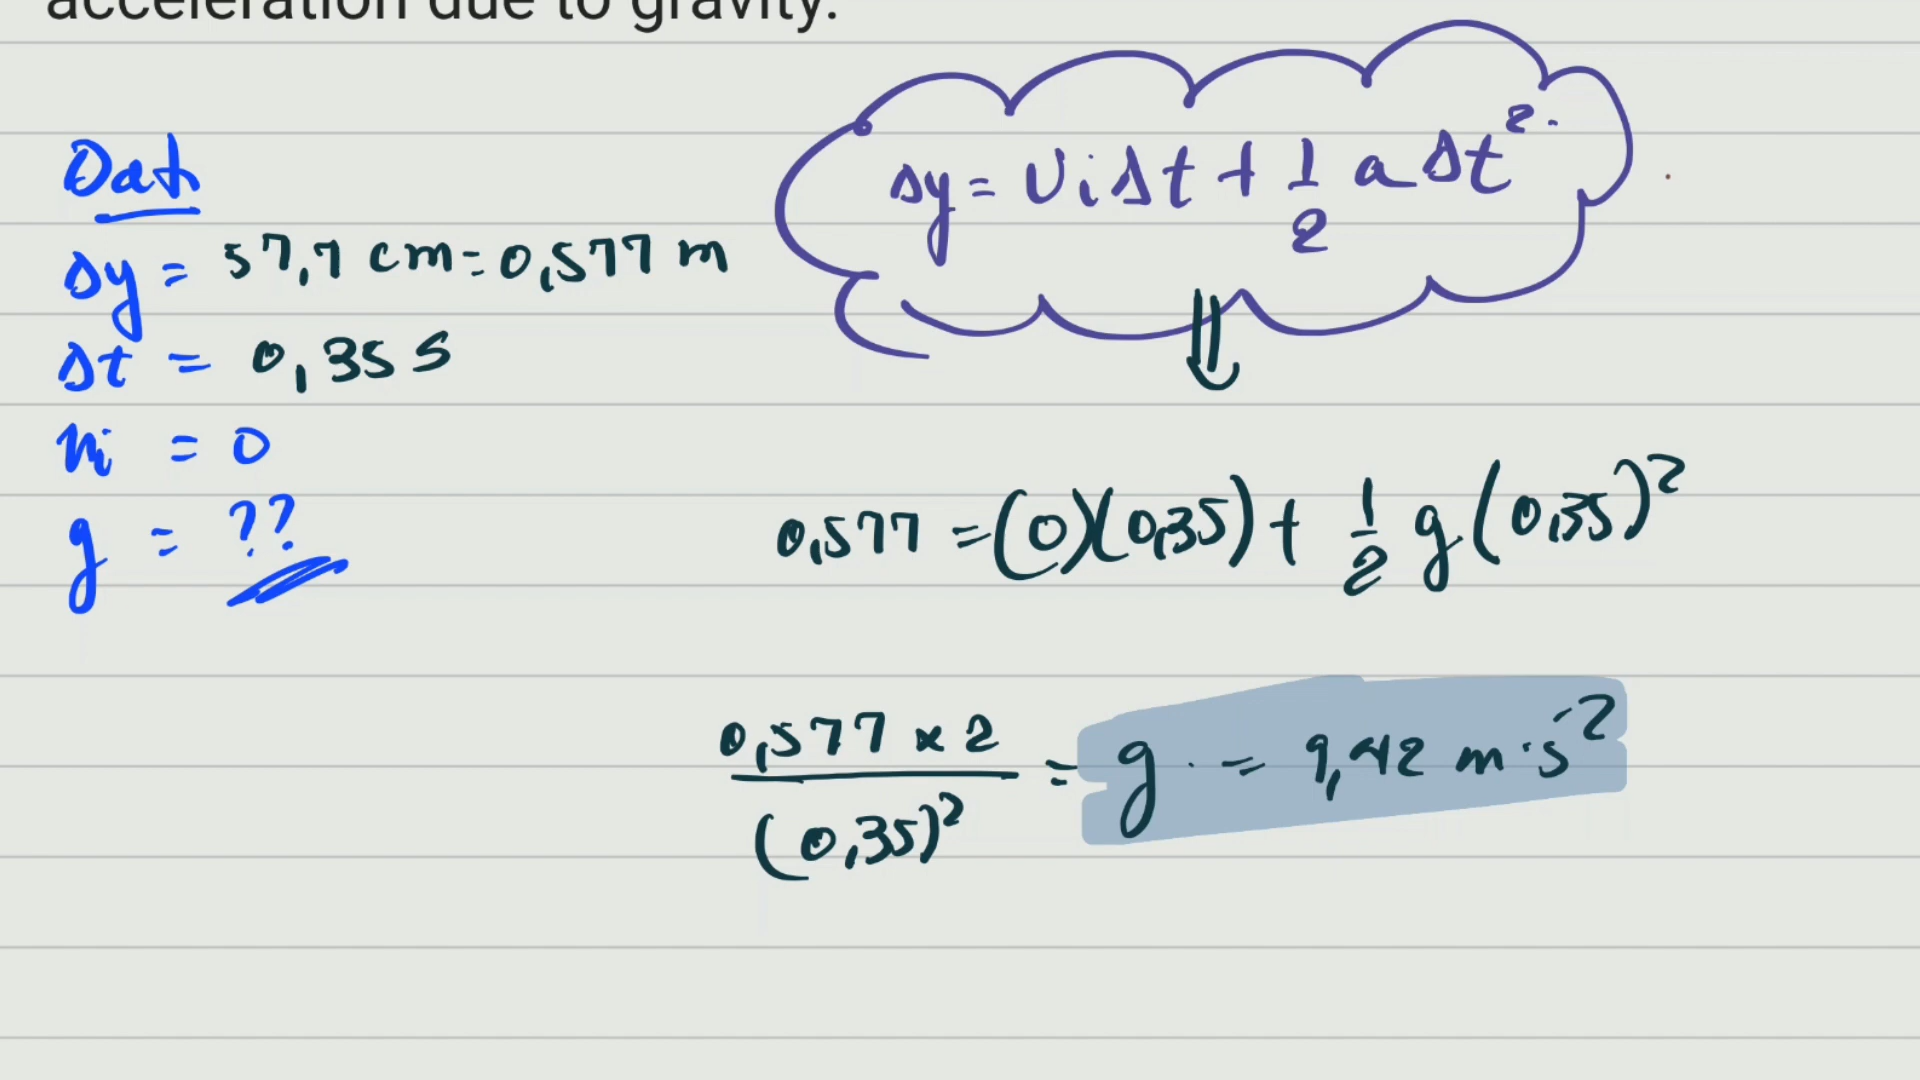 acceleration due to gravity.
Data
Δy = 57,7 cm = 0,577 m
Δt = 0,35 s
vi = 0
g = ??
Δy = viΔt + 1/2 aΔt².
0,577 = (0)(0,35) + 1/2 g(0,35)²
0,577 x 2 / (0,35)² = g = 9,42 m·s⁻²